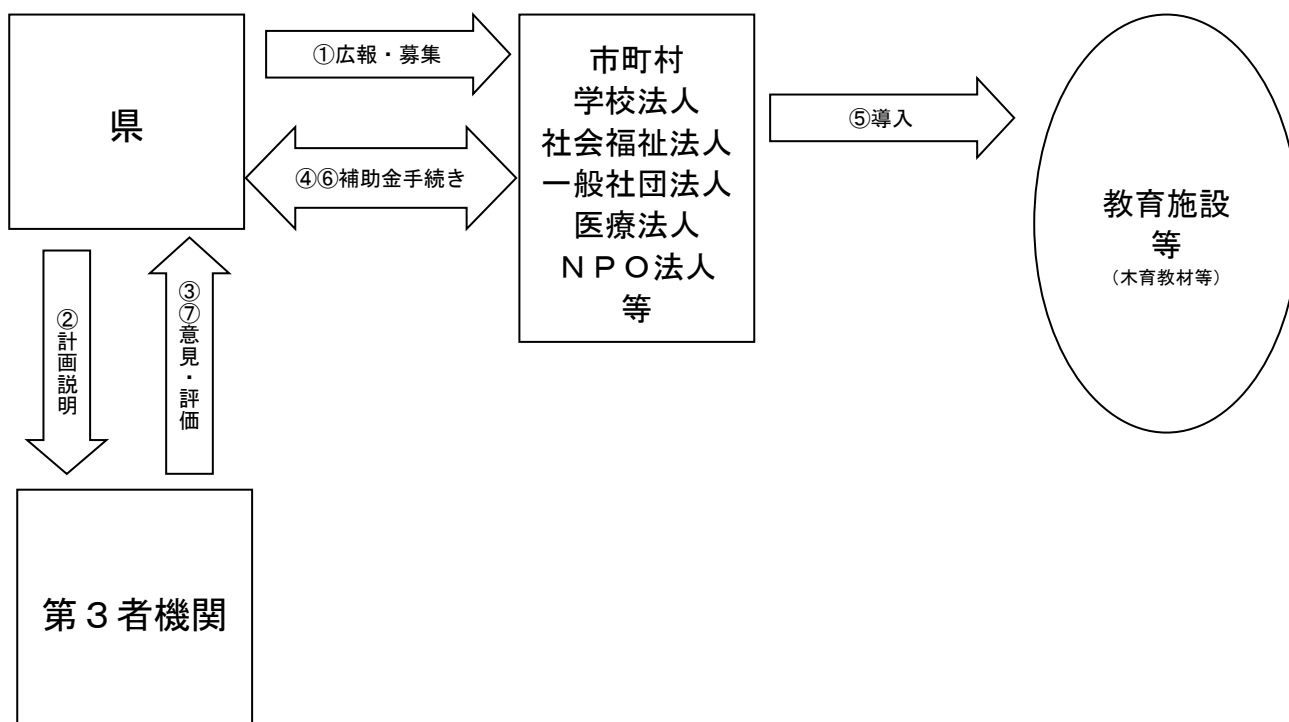 県
①広報・募集
④⑥補助金手続き
市町村
学校法人
社会福祉法人
一般社団法人
医療法人
ＮＰＯ法人
等
⑤導入
教育施設
等
（木育教材等）
②計画説明
③⑦意見・評価
第３者機関